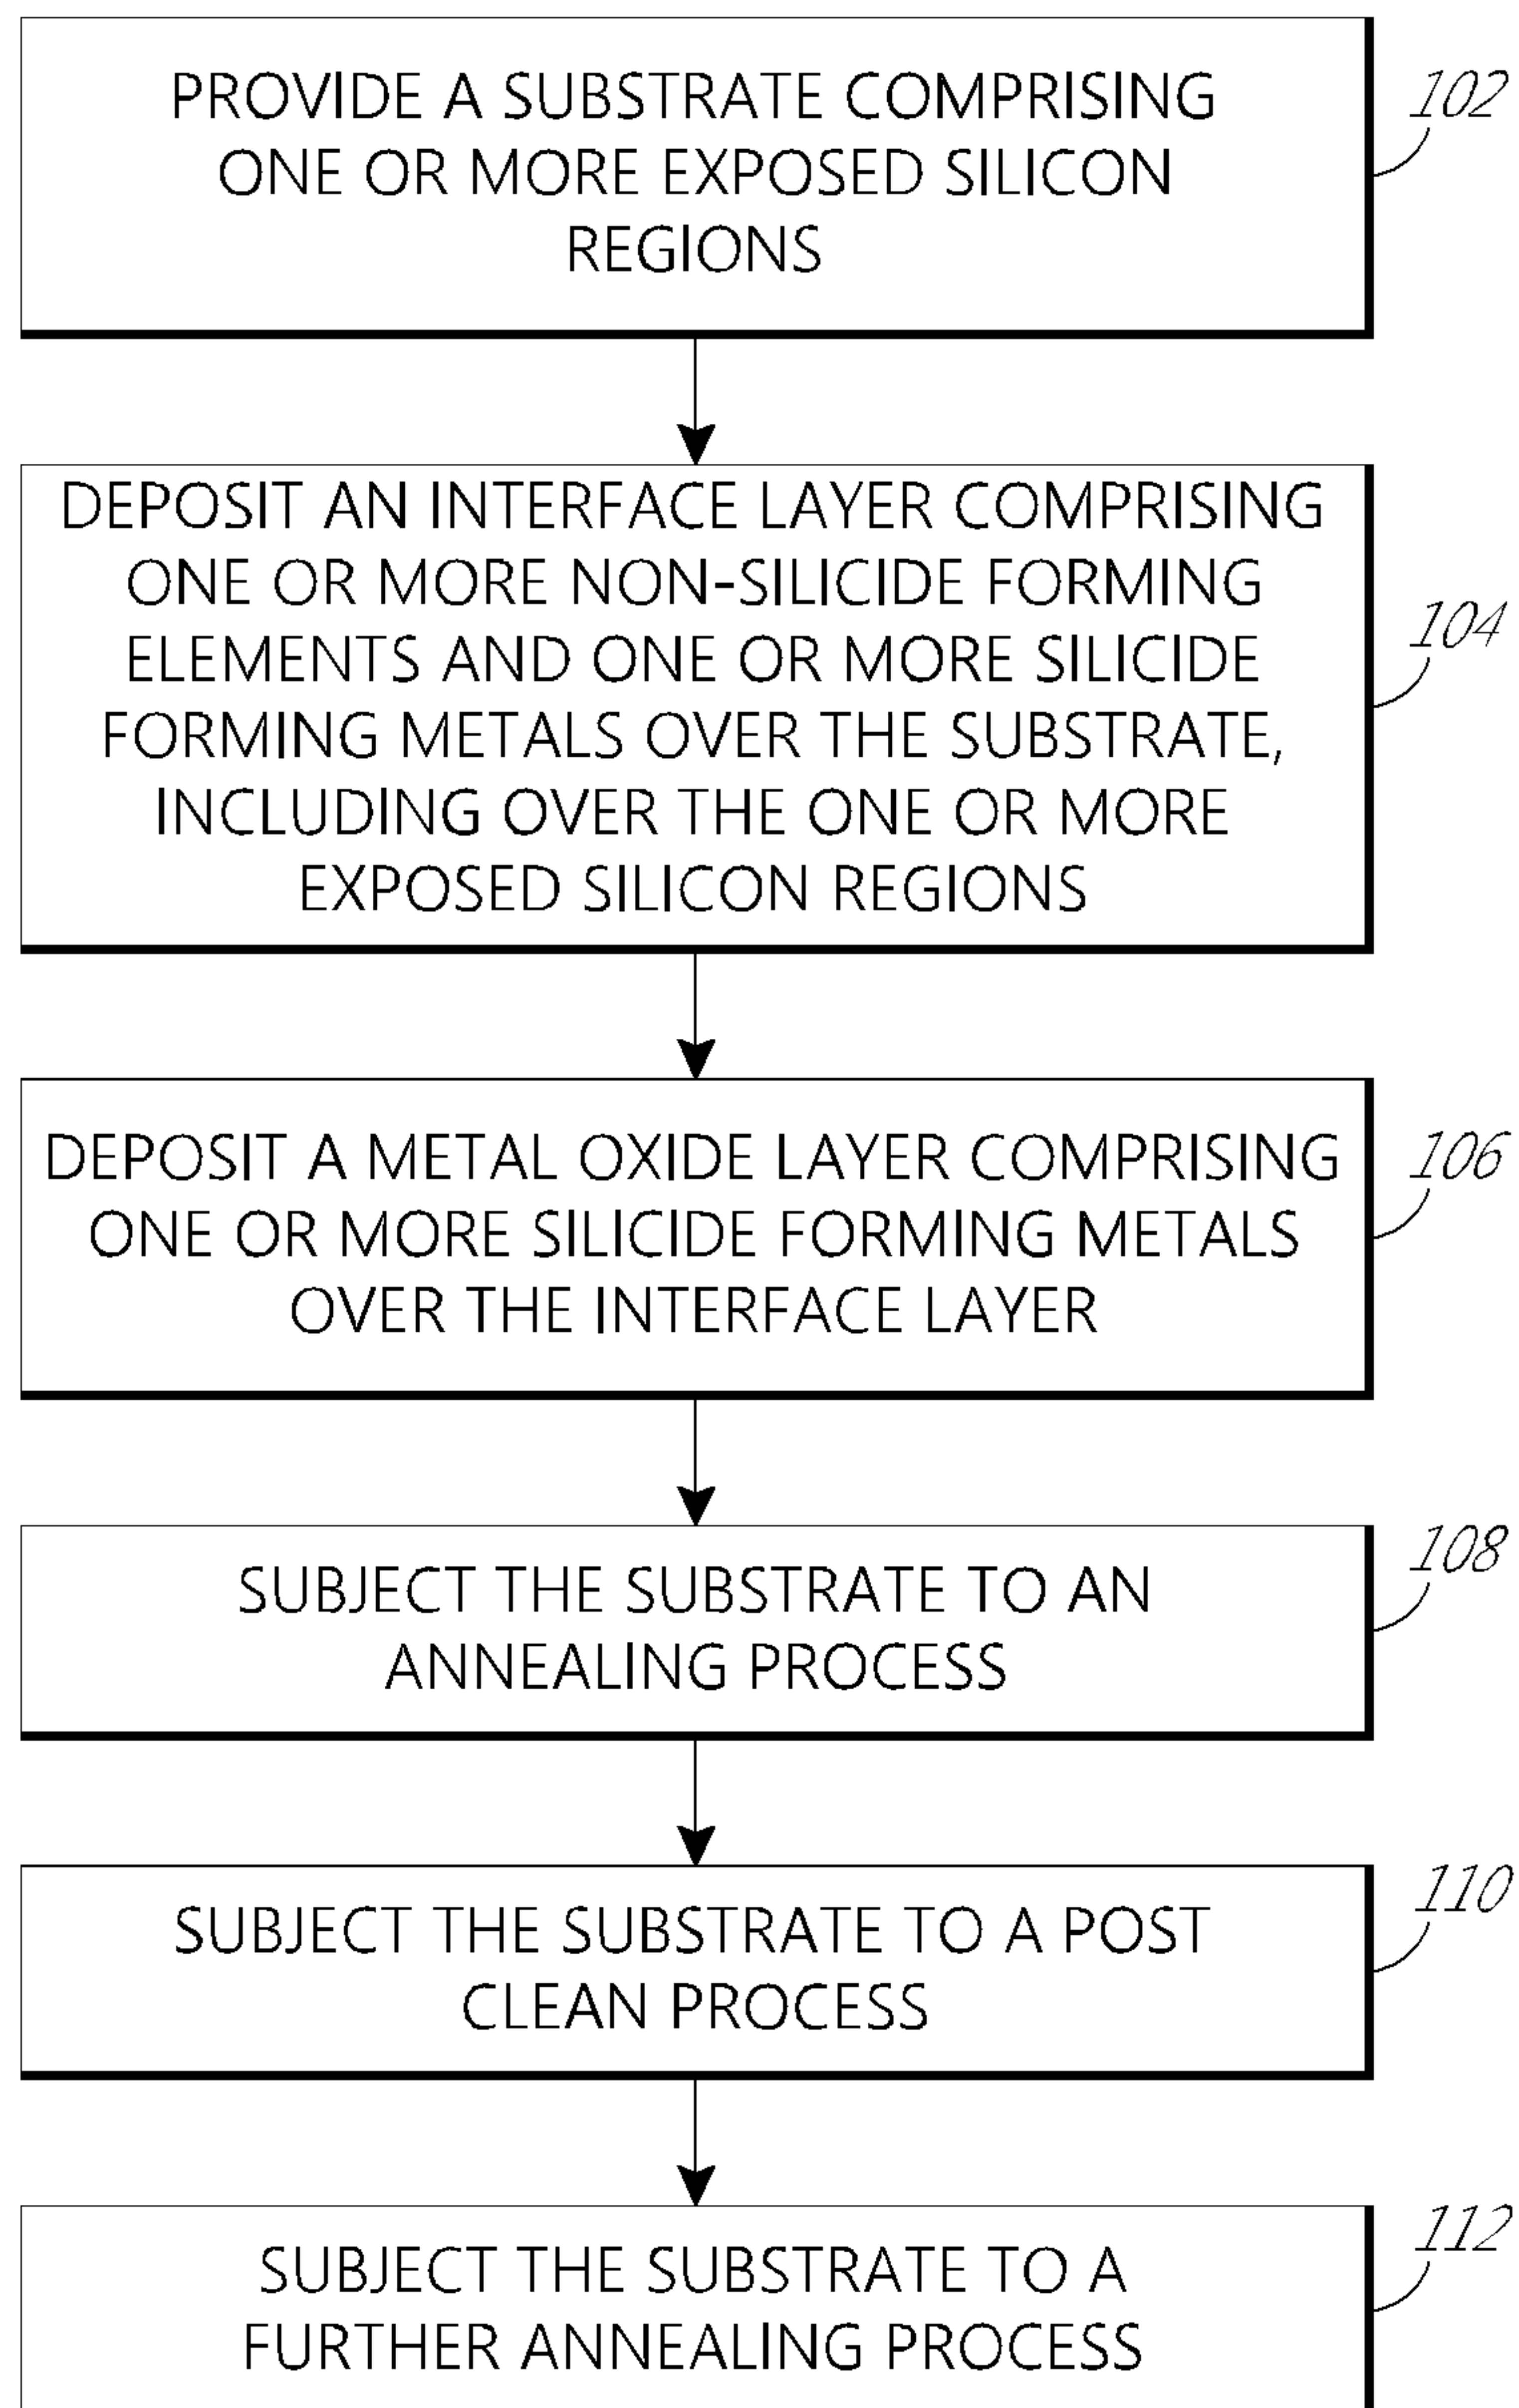 PROVIDE A SUBSTRATE COMPRISING
ONE OR MORE EXPOSED SILICON
REGIONS
102
DEPOSIT AN INTERFACE LAYER COMPRISING
ONE OR MORE NON-SILICIDE FORMING
ELEMENTS AND ONE OR MORE SILICIDE
FORMING METALS OVER THE SUBSTRATE,
INCLUDING OVER THE ONE OR MORE
EXPOSED SILICON REGIONS
104
DEPOSIT A METAL OXIDE LAYER COMPRISING
ONE OR MORE SILICIDE FORMING METALS
OVER THE INTERFACE LAYER
106
SUBJECT THE SUBSTRATE TO AN
ANNEALING PROCESS
108
SUBJECT THE SUBSTRATE TO A POST
CLEAN PROCESS
110
SUBJECT THE SUBSTRATE TO A
FURTHER ANNEALING PROCESS
112